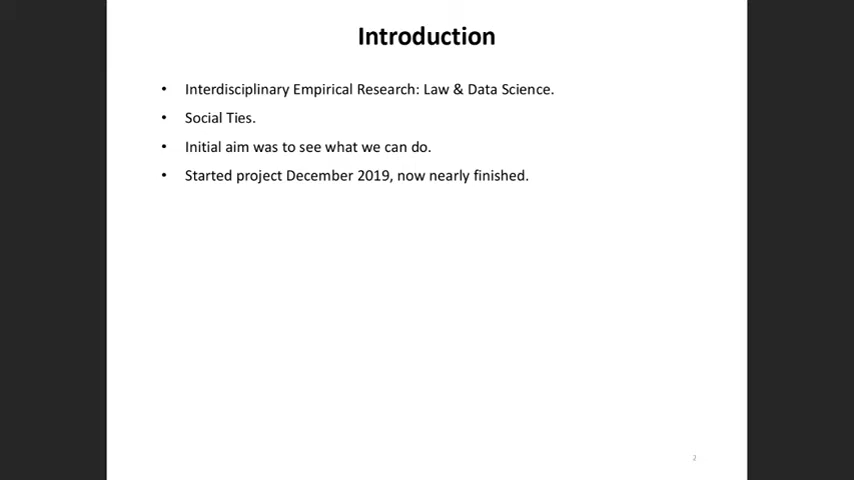 Introduction
• Interdisciplinary Empirical Research: Law & Data Science.
• Social Ties.
• Initial aim was to see what we can do.
• Started project December 2019, now nearly finished.
2